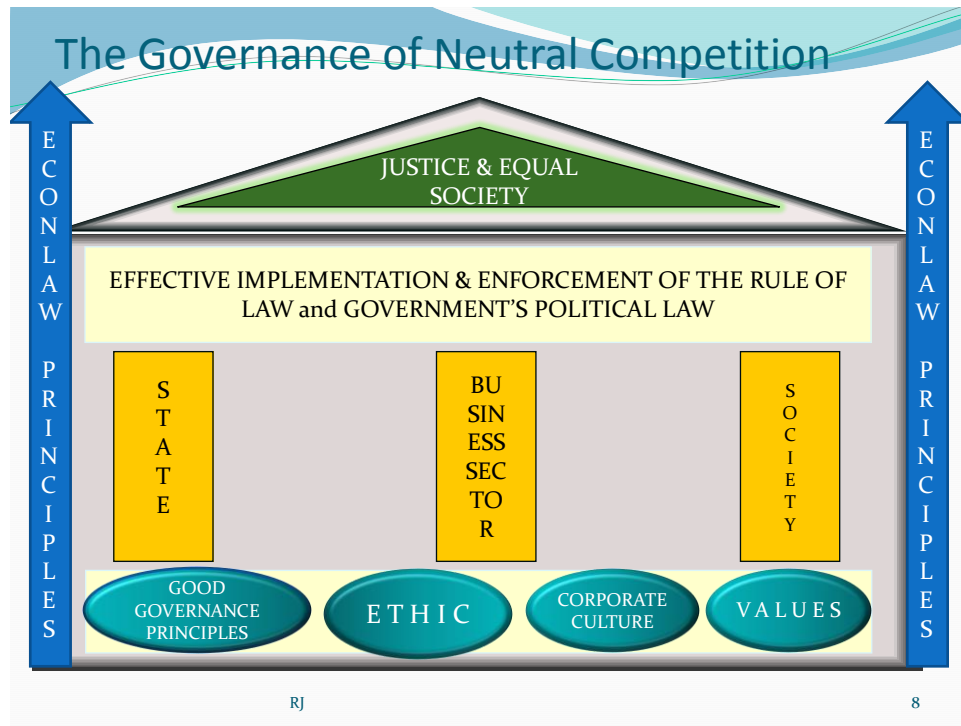 The Governance of Neutral Competition
E
C
O
N
L
A
W
P
R
I
N
C
I
P
L
E
S
JUSTICE & EQUAL
SOCIETY
EFFECTIVE IMPLEMENTATION & ENFORCEMENT OF THE RULE OF
LAW and GOVERNMENT'S POLITICAL LAW
S
T
A
T
E
BU
SIN
ESS
SEC
TO
R
S
O
C
I
E
T
Y
GOOD
GOVERNANCE
PRINCIPLES
E T H I C
CORPORATE
CULTURE
V A L U E S
E
C
O
N
L
A
W
P
R
I
N
C
I
P
L
E
S
RJ
8